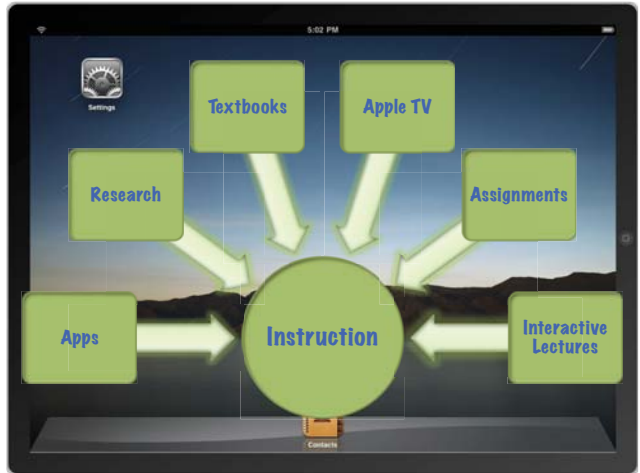 5:02 PM
Settings
Textbooks
Apple TV
Research
Assignments
Apps
Instruction
Interactive
Lectures
Contacts